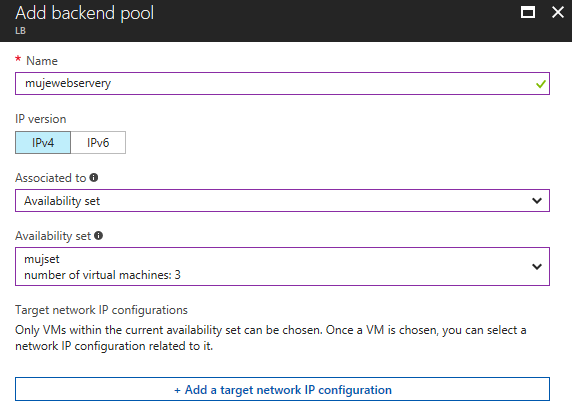 Add backend pool
LB
* Name
mujewebservery
IP version
IPv4 IPv6
Associated to
Availability set
Availability set
mujset
number of virtual machines: 3
Target network IP configurations
Only VMs within the current availability set can be chosen. Once a VM is chosen, you can select a
network IP configuration related to it.
+ Add a target network IP configuration